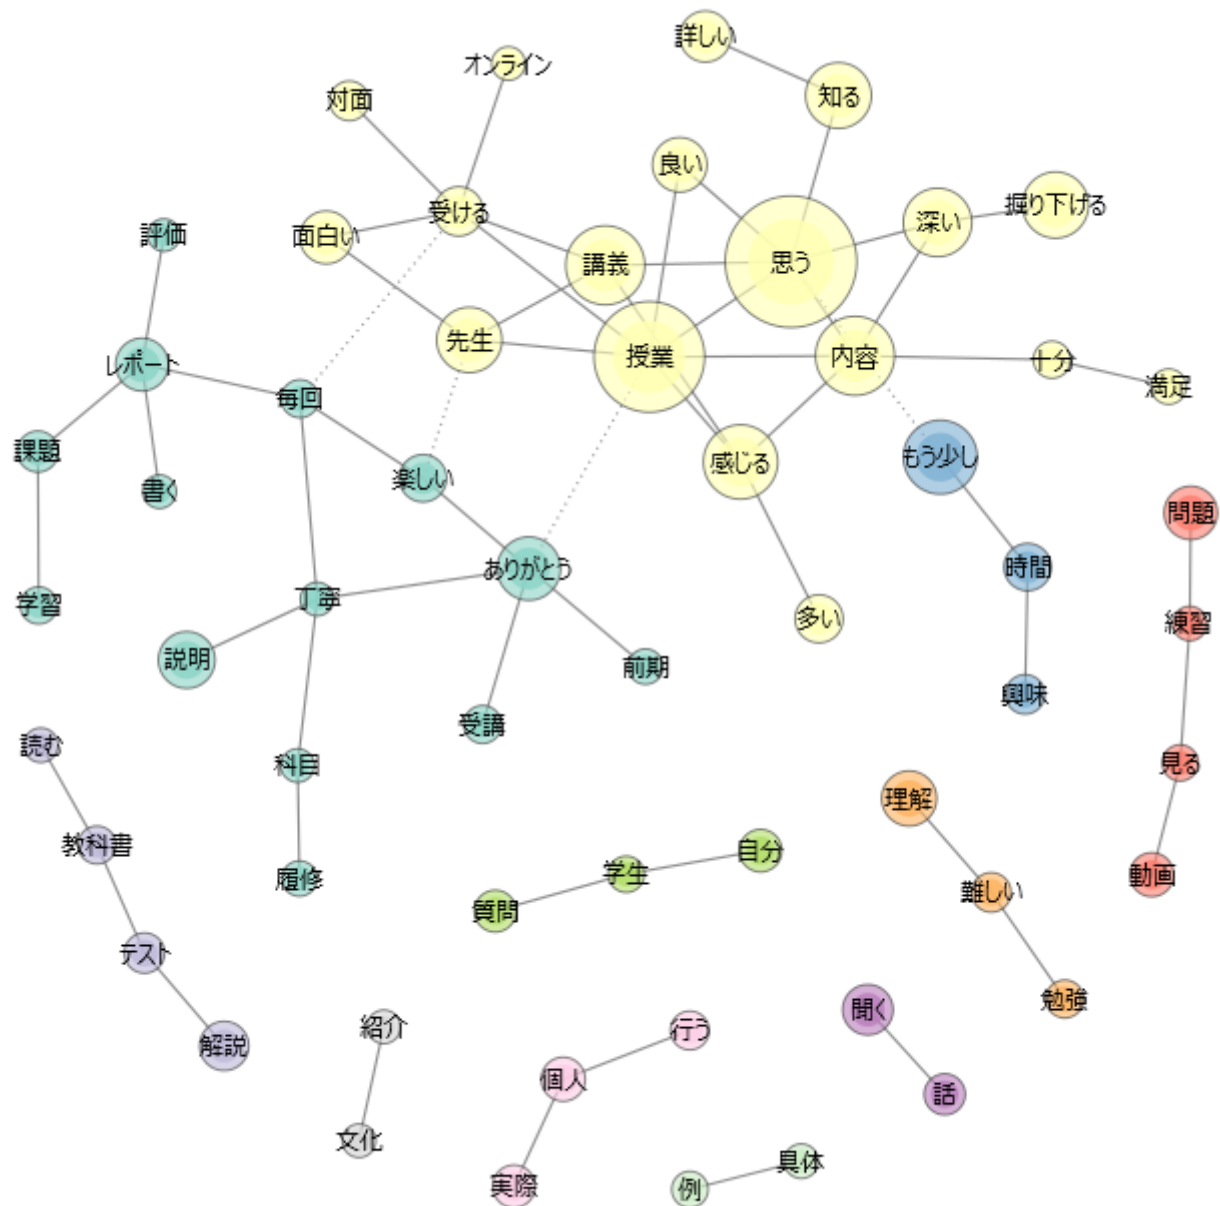 詳しい
オンライン
対面
知る
良い
掘り下げる
受ける
深い
面白い
評価
講義
思う
先生
授業
内容
十分
レポート
満足
毎回
課題
感じる
もう少し
楽しい
書く
問題
ありがとう
時間
学習
丁寧
多い
練習
説明
前期
興味
受講
読む
科目
見る
理解
教科書
自分
学生
動画
履修
難しい
質問
テスト
勉強
聞く
紹介
行う
解説
個人
話
文化
具体
実際
例